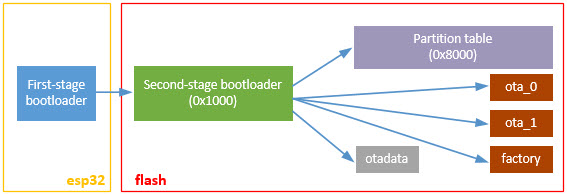 First-stage
bootloader
esp32
Second-stage bootloader
(0x1000)
Partition table
(0x8000)
ota_0
ota_1
otadata
factory
flash